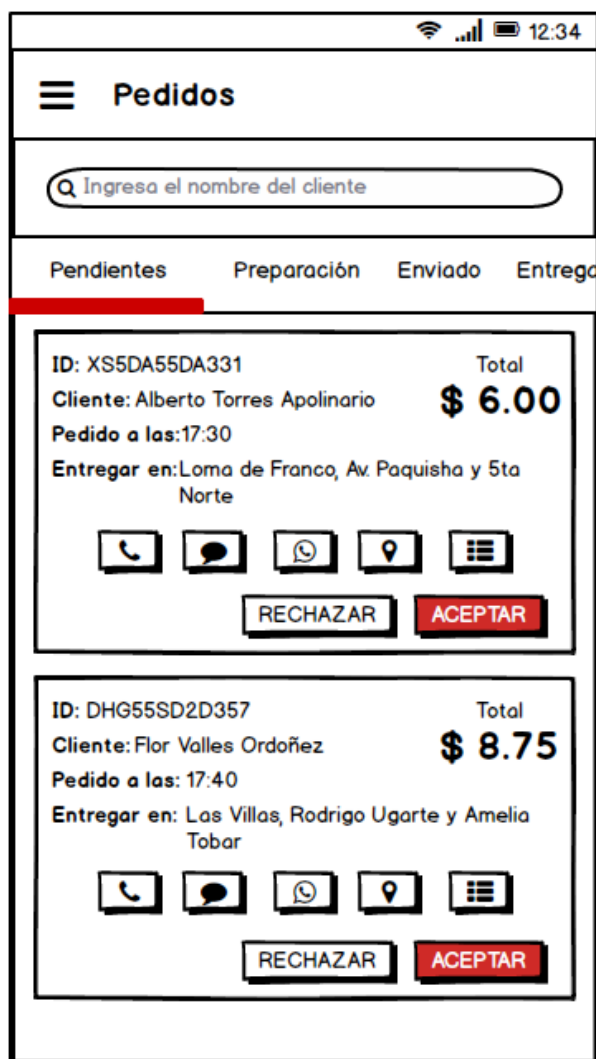 12:34
Pedidos
Ingresa el nombre del cliente
Pendientes Preparación Enviado Entrega
ID: XS5DA55DA331 Total
Cliente: Alberto Torres Apolinario $ 6.00
Pedido a las:17:30
Entregar en:Loma de Franco, Av. Paquisha y 5ta
Norte
RECHAZAR ACEPTAR
ID: DHG55SD2D357 Total
Cliente: Flor Valles Ordoñez $ 8.75
Pedido a las: 17:40
Entregar en: Las Villas, Rodrigo Ugarte y Amelia
Tobar
RECHAZAR ACEPTAR